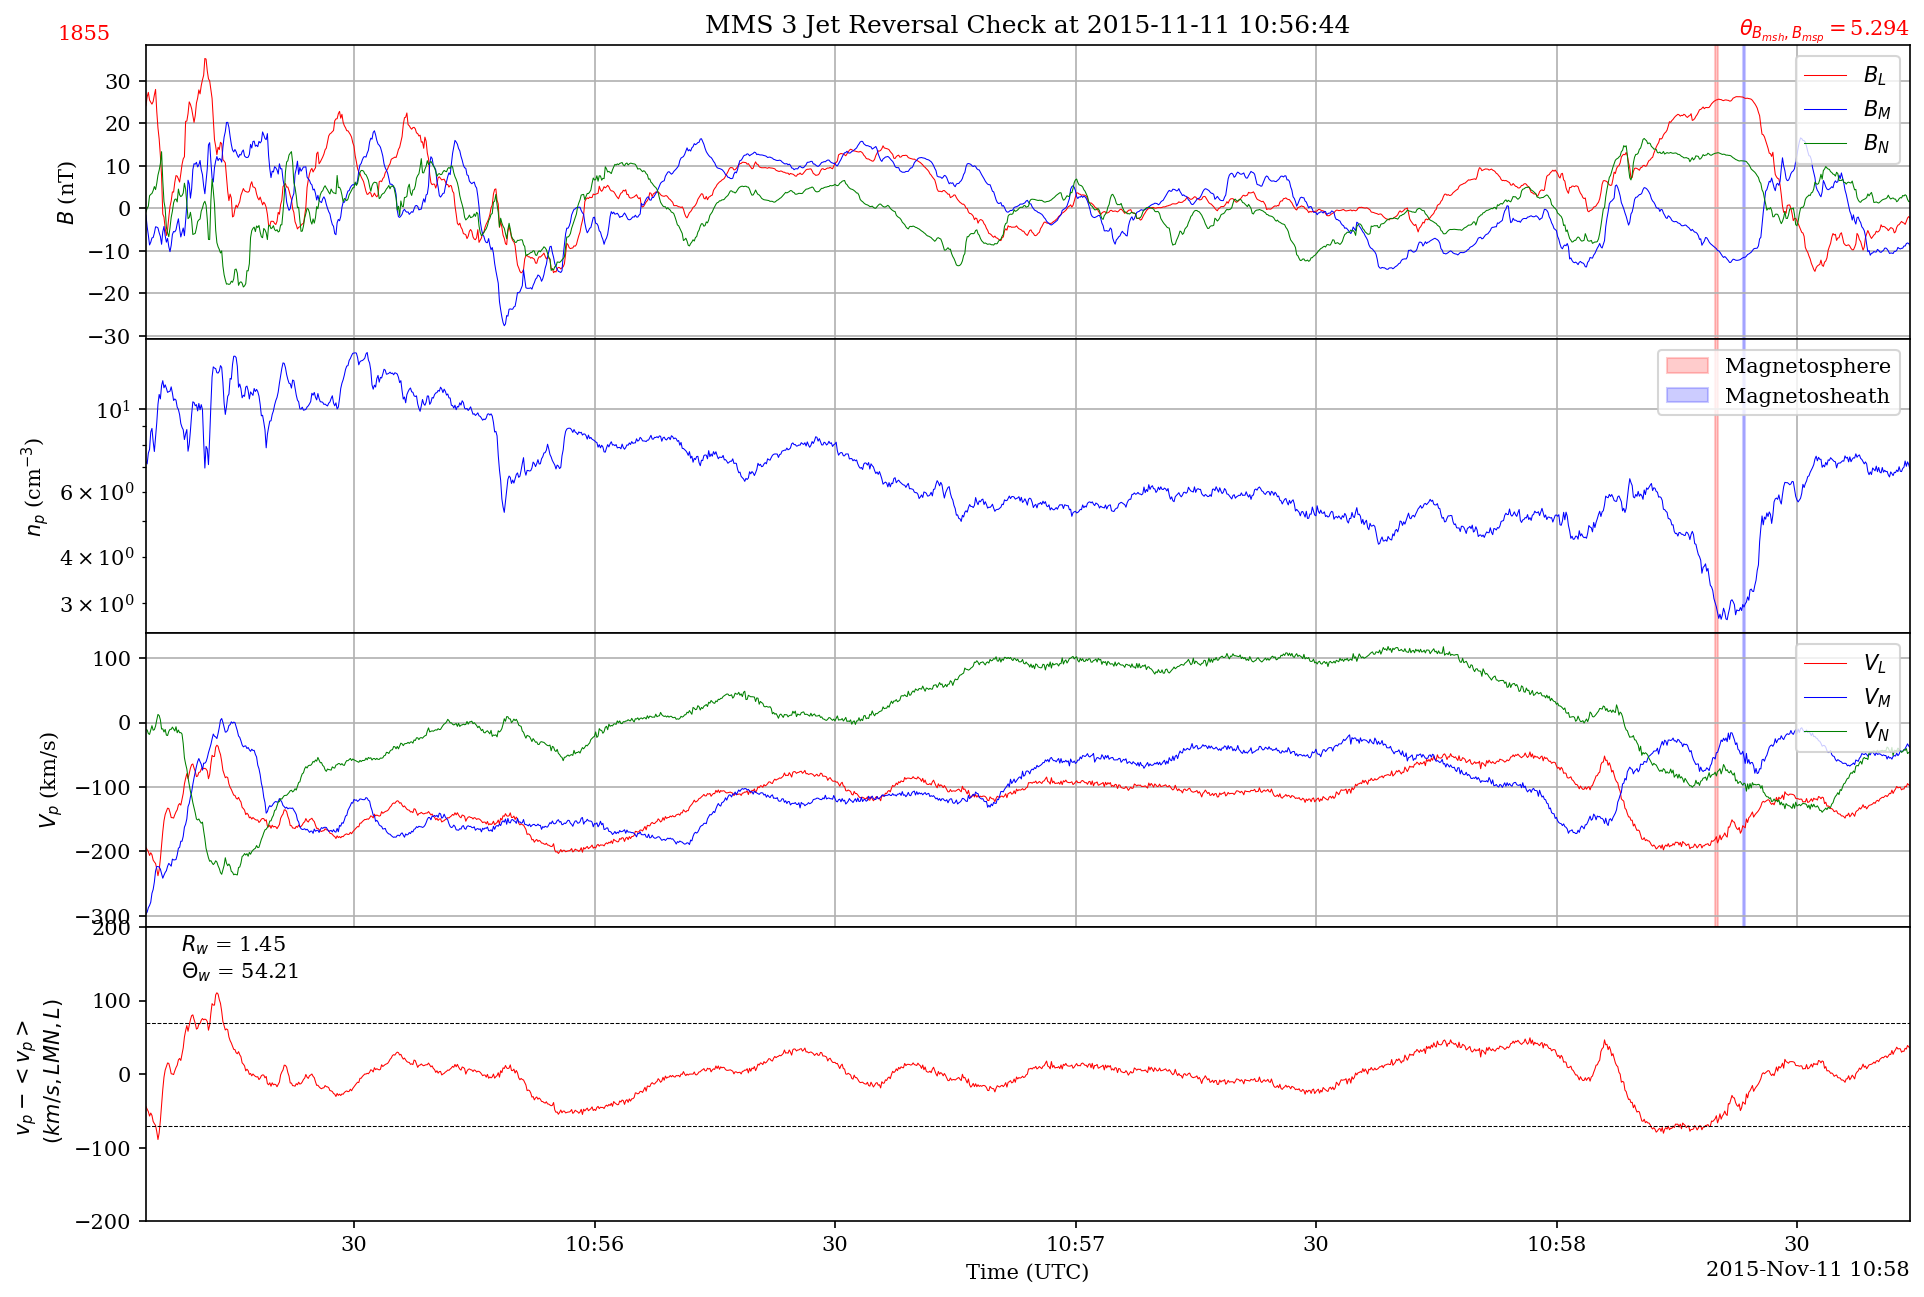 MMS 3 Jet Reversal Check at 2015-11-11 10:56:44
1855
θ_{B_{msh}, B_{msp}} = 5.294
30
20
10
0
−10
−20
−30
B (nT)
B_L
B_M
B_N
10^1
6 × 10^0
4 × 10^0
3 × 10^0
n_p (cm^{−3})
Magnetosphere
Magnetosheath
100
0
−100
−200
−300
V_p (km/s)
V_L
V_M
V_N
200
100
0
−100
−200
v_p − < v_p >
(km/s, LMN, L)
R_w = 1.45
Θ_w = 54.21
30
10:56
30
10:57
30
10:58
30
Time (UTC)
2015-Nov-11 10:58